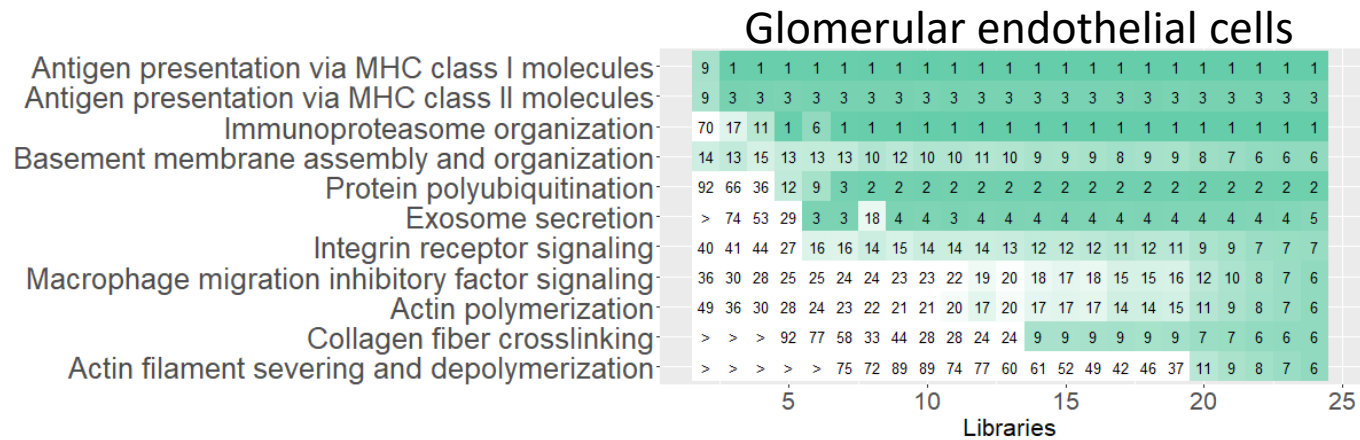 Glomerular endothelial cells
Antigen presentation via MHC class I molecules 9 1 1 1 1 1 1 1 1 1 1 1 1 1 1 1 1 1 1 1 1 1 1
Antigen presentation via MHC class II molecules 9 3 3 3 3 3 3 3 3 3 3 3 3 3 3 3 3 3 3 3 3 3 3
Immunoproteasome organization 70 17 11 1 6 1 1 1 1 1 1 1 1 1 1 1 1 1 1 1 1 1 1
Basement membrane assembly and organization 14 13 15 13 13 13 10 12 10 10 11 10 9 9 9 8 9 9 8 7 6 6 6
Protein polyubiquitination 92 66 36 12 9 3 2 2 2 2 2 2 2 2 2 2 2 2 2 2 2 2 2
Exosome secretion > 74 53 29 3 3 18 4 4 3 4 4 4 4 4 4 4 4 4 4 4 4 5
Integrin receptor signaling 40 41 44 27 16 16 14 15 14 14 14 13 12 12 12 11 12 11 9 9 7 7 7
Macrophage migration inhibitory factor signaling 36 30 28 25 25 24 24 23 23 22 19 20 18 17 18 15 15 16 12 10 8 7 6
Actin polymerization 49 36 30 28 24 23 22 21 21 20 17 20 17 17 17 14 14 15 11 9 8 7 6
Collagen fiber crosslinking > > > 92 77 58 33 44 28 28 24 24 9 9 9 9 9 9 7 7 6 6 6
Actin filament severing and depolymerization > > > > > 75 72 89 89 74 77 60 61 52 49 42 46 37 11 9 8 7 6
5 10 15 20 25
Libraries